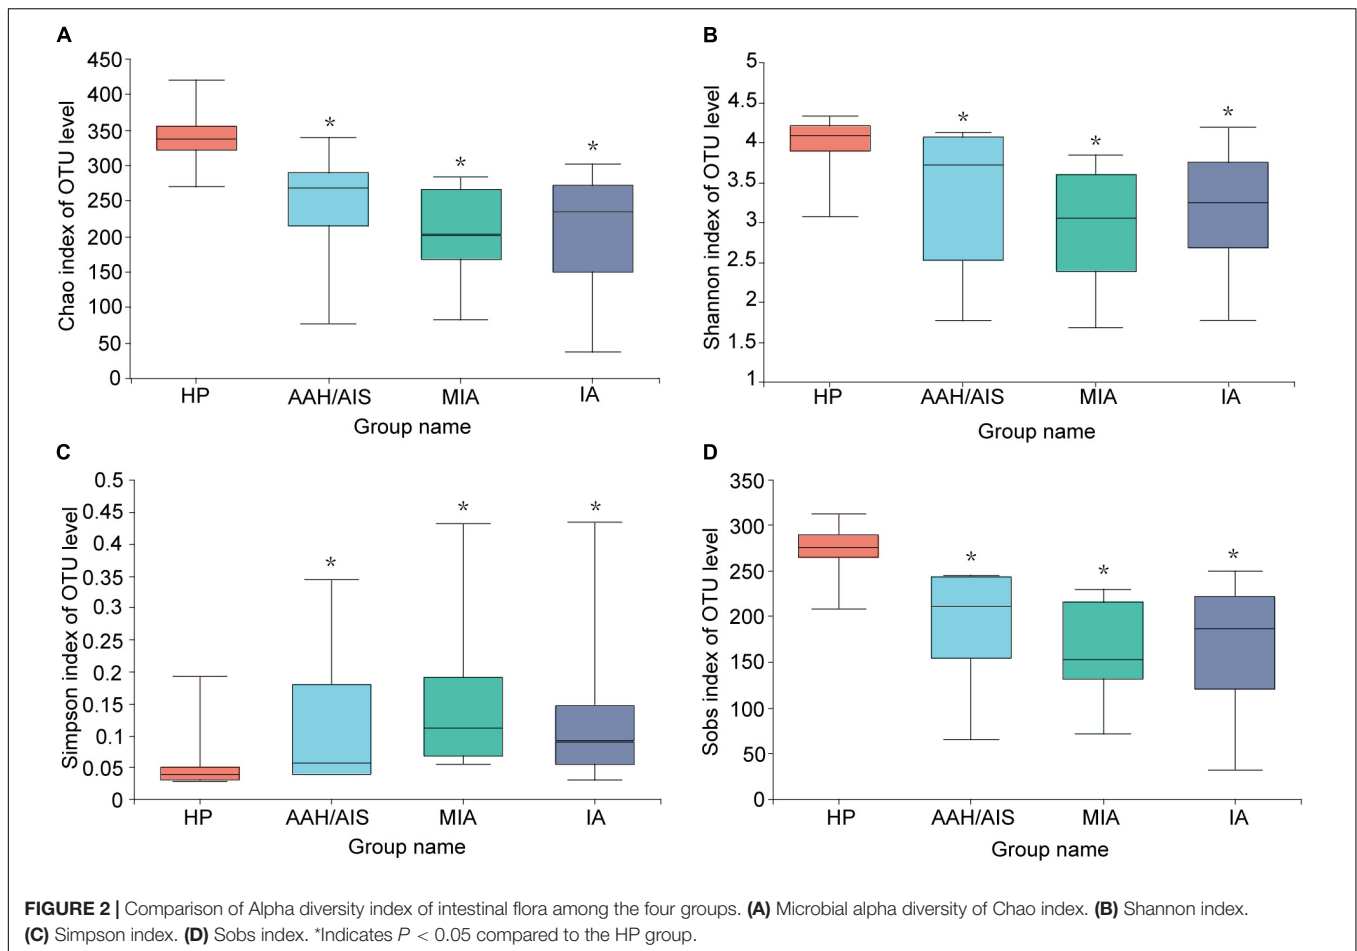 A
Chao index of OTU level
450
400
350
300
250
200
150
100
50
0
*
*
*
HP
AAH/AIS
MIA
IA
Group name
B
Shannon index of OTU level
5
4.5
4
3.5
3
2.5
2
1.5
1
*
*
*
HP
AAH/AIS
MIA
IA
Group name
C
Simpson index of OTU level
0.5
0.45
0.4
0.35
0.3
0.25
0.2
0.15
0.1
0.05
0
*
*
*
HP
AAH/AIS
MIA
IA
Group name
D
Sobs index of OTU level
350
300
250
200
150
100
50
0
*
*
*
HP
AAH/AIS
MIA
IA
Group name
FIGURE 2 | Comparison of Alpha diversity index of intestinal flora among the four groups. (A) Microbial alpha diversity of Chao index. (B) Shannon index.
(C) Simpson index. (D) Sobs index. *Indicates P < 0.05 compared to the HP group.